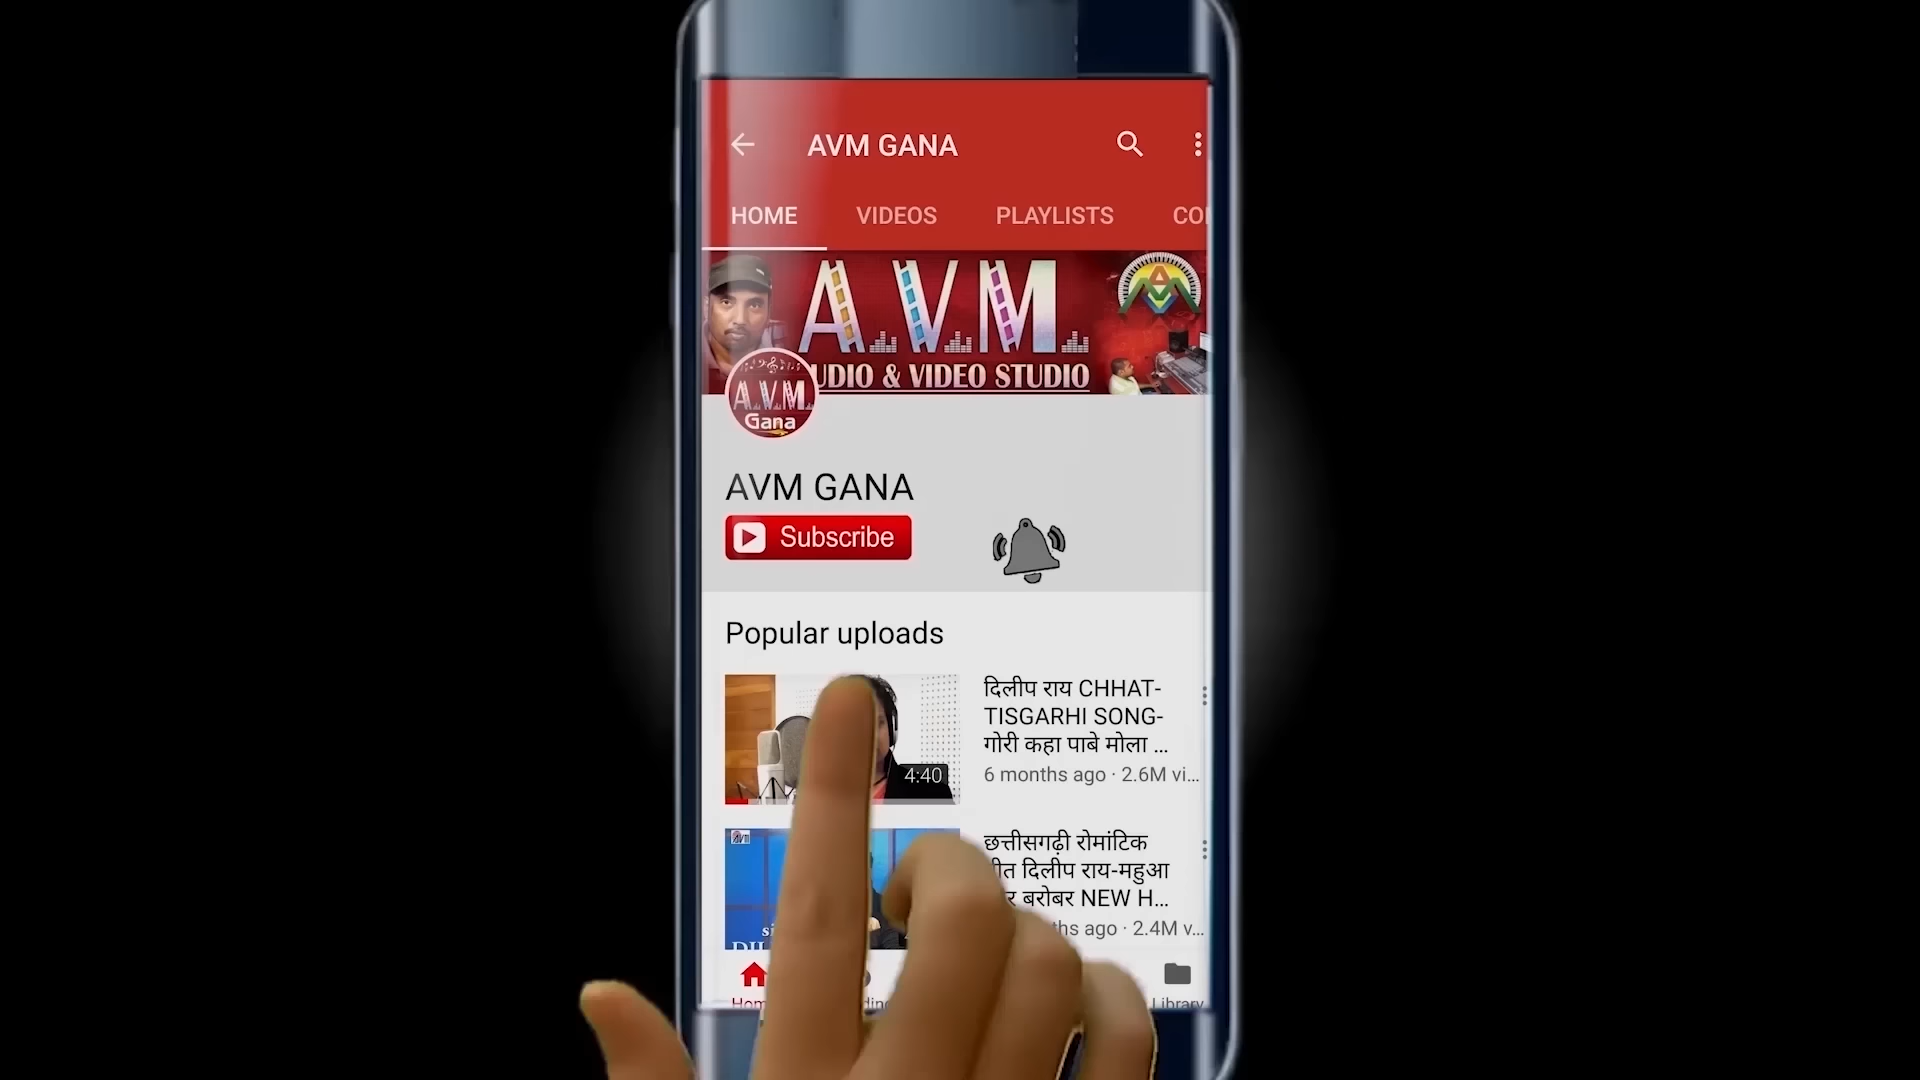 AVM GANA
HOME VIDEOS PLAYLISTS
A.V.M.
UDIO & VIDEO STUDIO
A.V.M.
Gana
AVM GANA
Subscribe
Popular uploads
दिलीप राय CHHAT-
TISGARHI SONG-
गोरी कहा पाबे मोला ...
6 months ago · 2.6M vi...
4:40
छत्तीसगढ़ी रोमांटिक
दिलीप राय-महुआ
बरोबर NEW H...
ago · 2.4M v...
Library